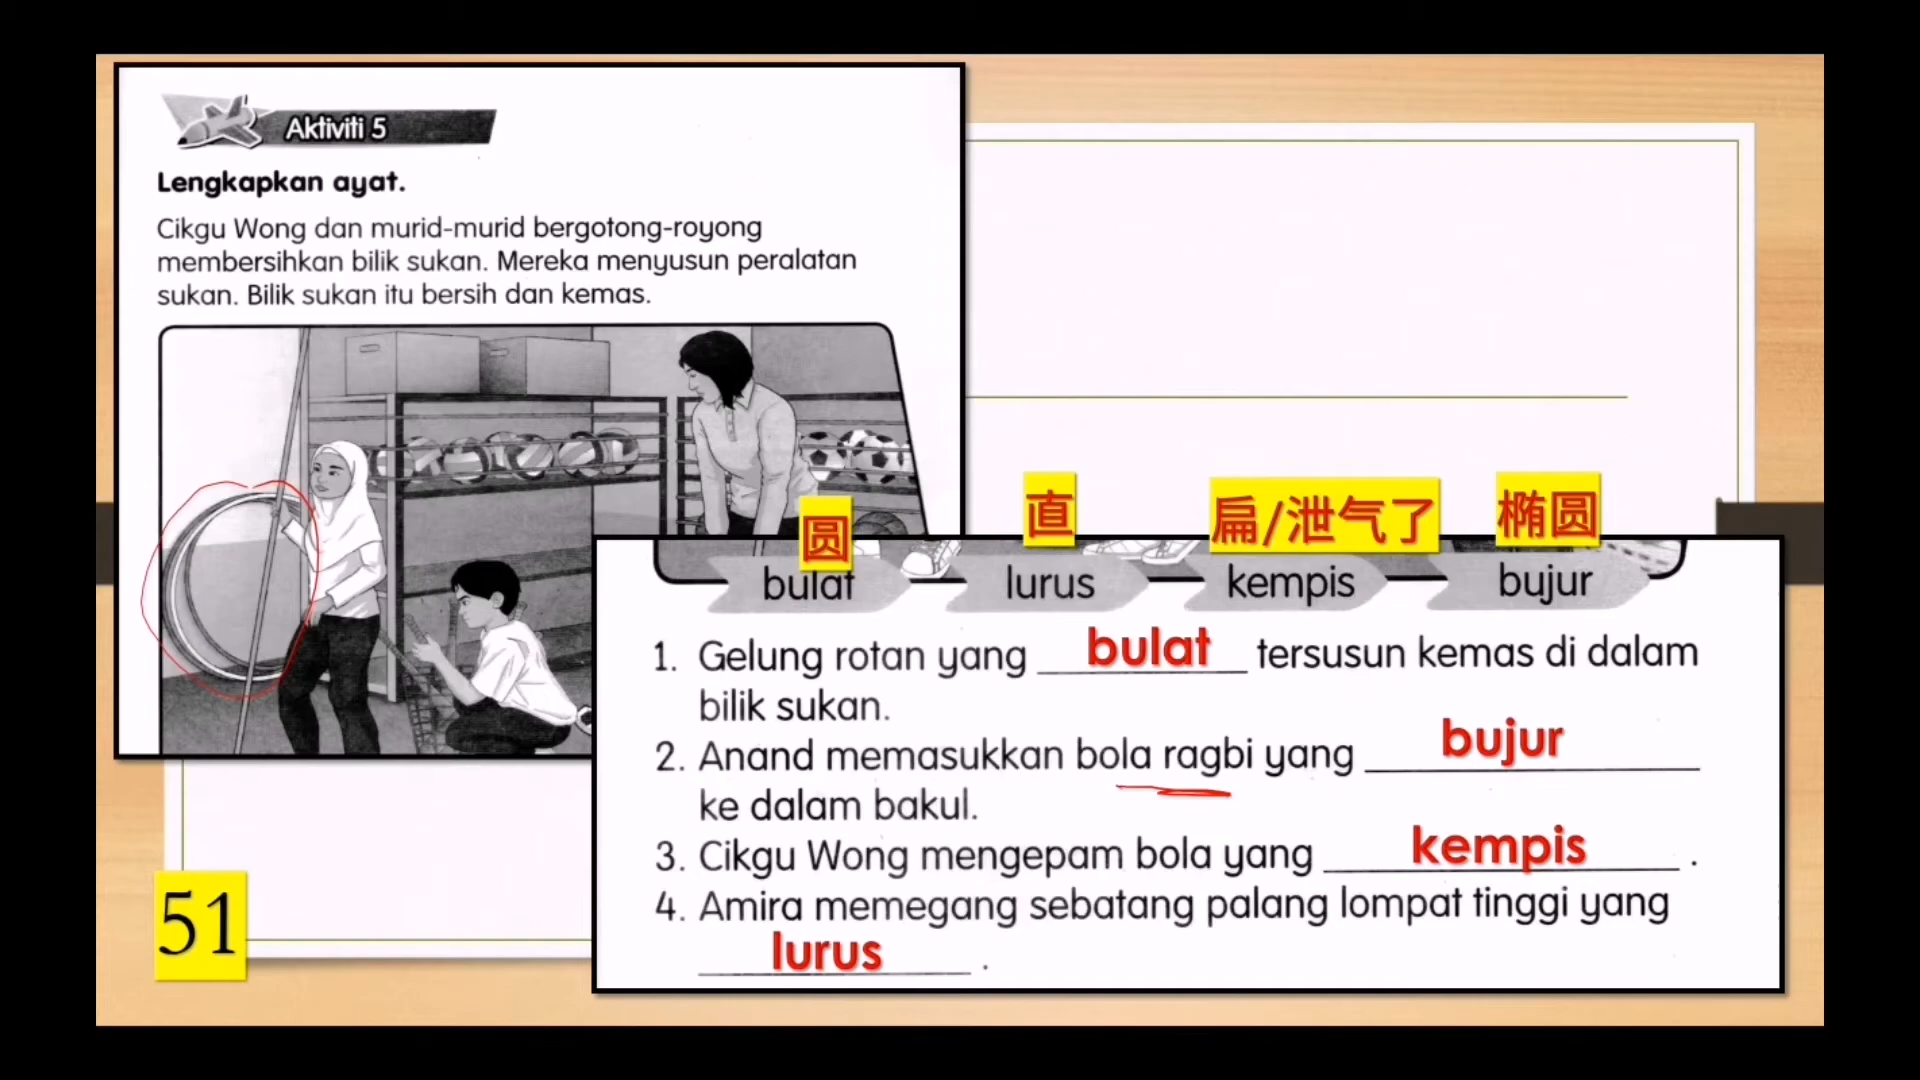 Aktiviti 5
Lengkapkan ayat.
Cikgu Wong dan murid-murid bergotong-royong
membersihkan bilik sukan. Mereka menyusun peralatan
sukan. Bilik sukan itu bersih dan kemas.
圆 直 扁/泄气了 椭圆
bulat lurus kempis bujur
1. Gelung rotan yang bulat tersusun kemas di dalam
bilik sukan.
2. Anand memasukkan bola ragbi yang bujur
ke dalam bakul.
3. Cikgu Wong mengepam bola yang kempis .
4. Amira memegang sebatang palang lompat tinggi yang
lurus .
51